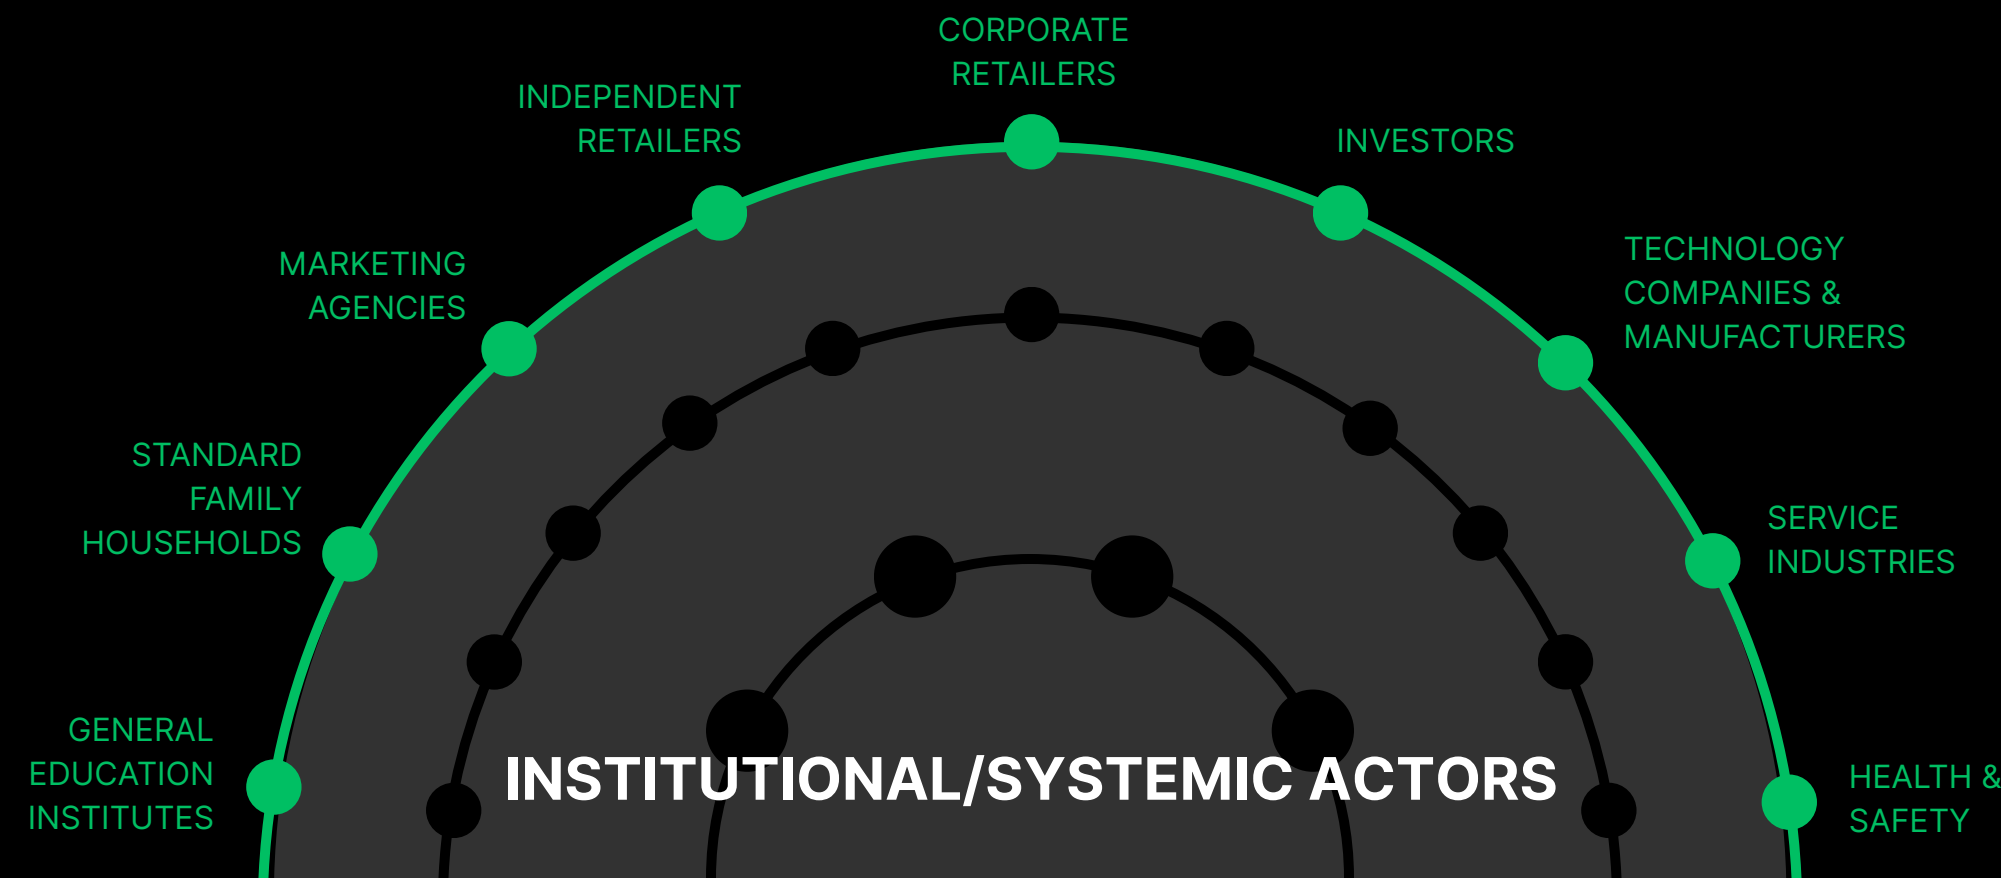 CORPORATE
RETAILERS
INDEPENDENT
RETAILERS
INVESTORS
MARKETING
AGENCIES
TECHNOLOGY
COMPANIES &
MANUFACTURERS
STANDARD
FAMILY
HOUSEHOLDS
SERVICE
INDUSTRIES
GENERAL
EDUCATION
INSTITUTES
INSTITUTIONAL/SYSTEMIC ACTORS
HEALTH &
SAFETY